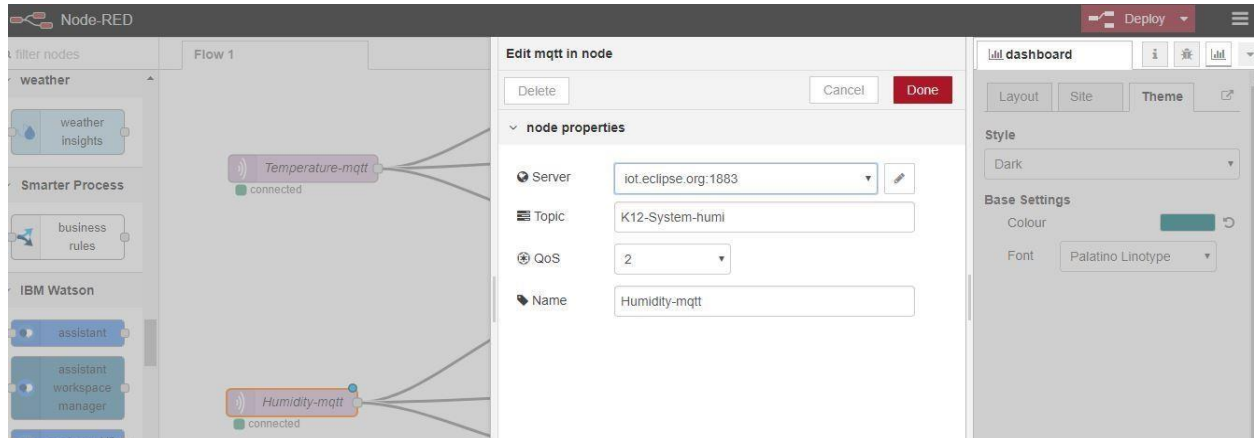 Node-RED
Deploy
filter nodes
Flow 1
weather
weather
insights
Smarter Process
business
rules
IBM Watson
assistant
assistant
workspace
manager
Temperature-mqtt
connected
Humidity-mqtt
connected
Edit mqtt in node
Delete
Cancel
Done
node properties
Server
iot.eclipse.org:1883
Topic
K12-System-humi
QoS
2
Name
Humidity-mqtt
dashboard
i
Layout
Site
Theme
Style
Dark
Base Settings
Colour
Font
Palatino Linotype